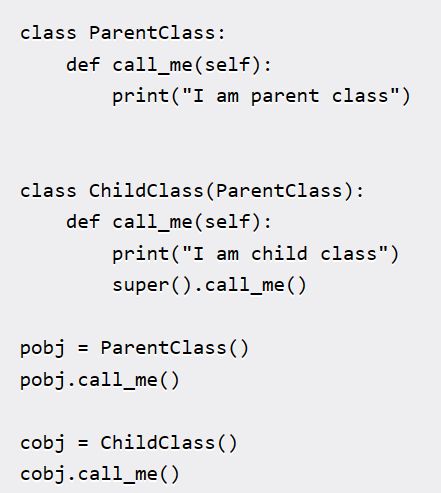 class ParentClass:
    def call_me(self):
        print("I am parent class")
class ChildClass(ParentClass):
    def call_me(self):
        print("I am child class")
        super().call_me()
pobj = ParentClass()
pobj.call_me()
cobj = ChildClass()
cobj.call_me()